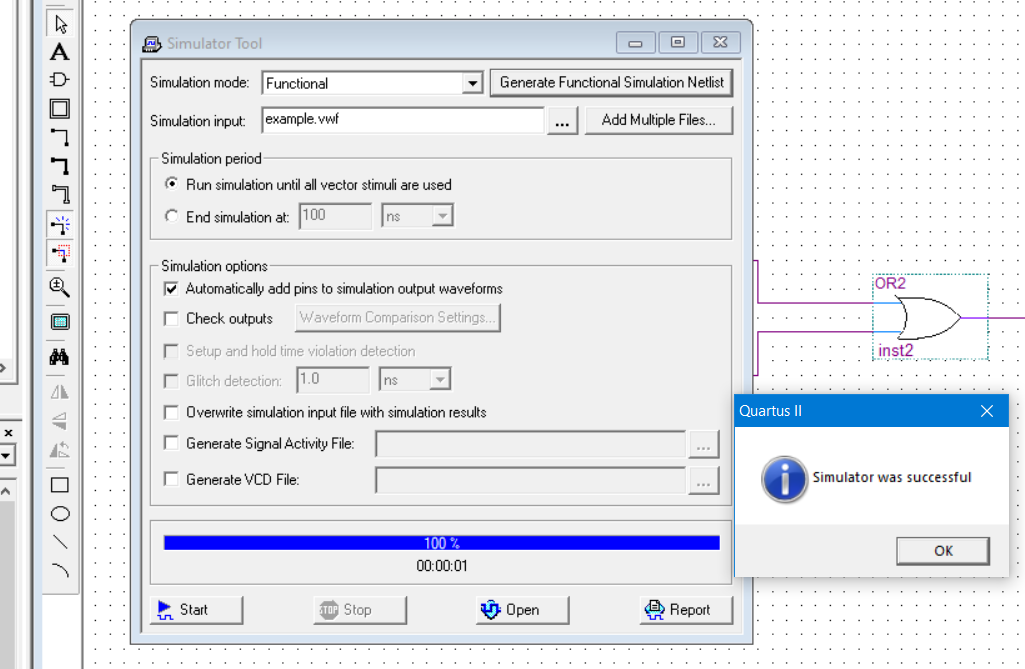 A
Simulator Tool
Simulation mode: Functional Generate Functional Simulation Netlist
Simulation input: example.vwf ... Add Multiple Files...
Simulation period
Run simulation until all vector stimuli are used
End simulation at: 100 ns
Simulation options
Automatically add pins to simulation output waveforms
Check outputs Waveform Comparison Settings...
Setup and hold time violation detection
Glitch detection: 1.0 ns
Overwrite simulation input file with simulation results
Generate Signal Activity File: ...
Generate VCD File: ...
100 %
00:00:01
Start STOP Stop Open Report
OR2
inst2
Quartus II
Simulator was successful
OK